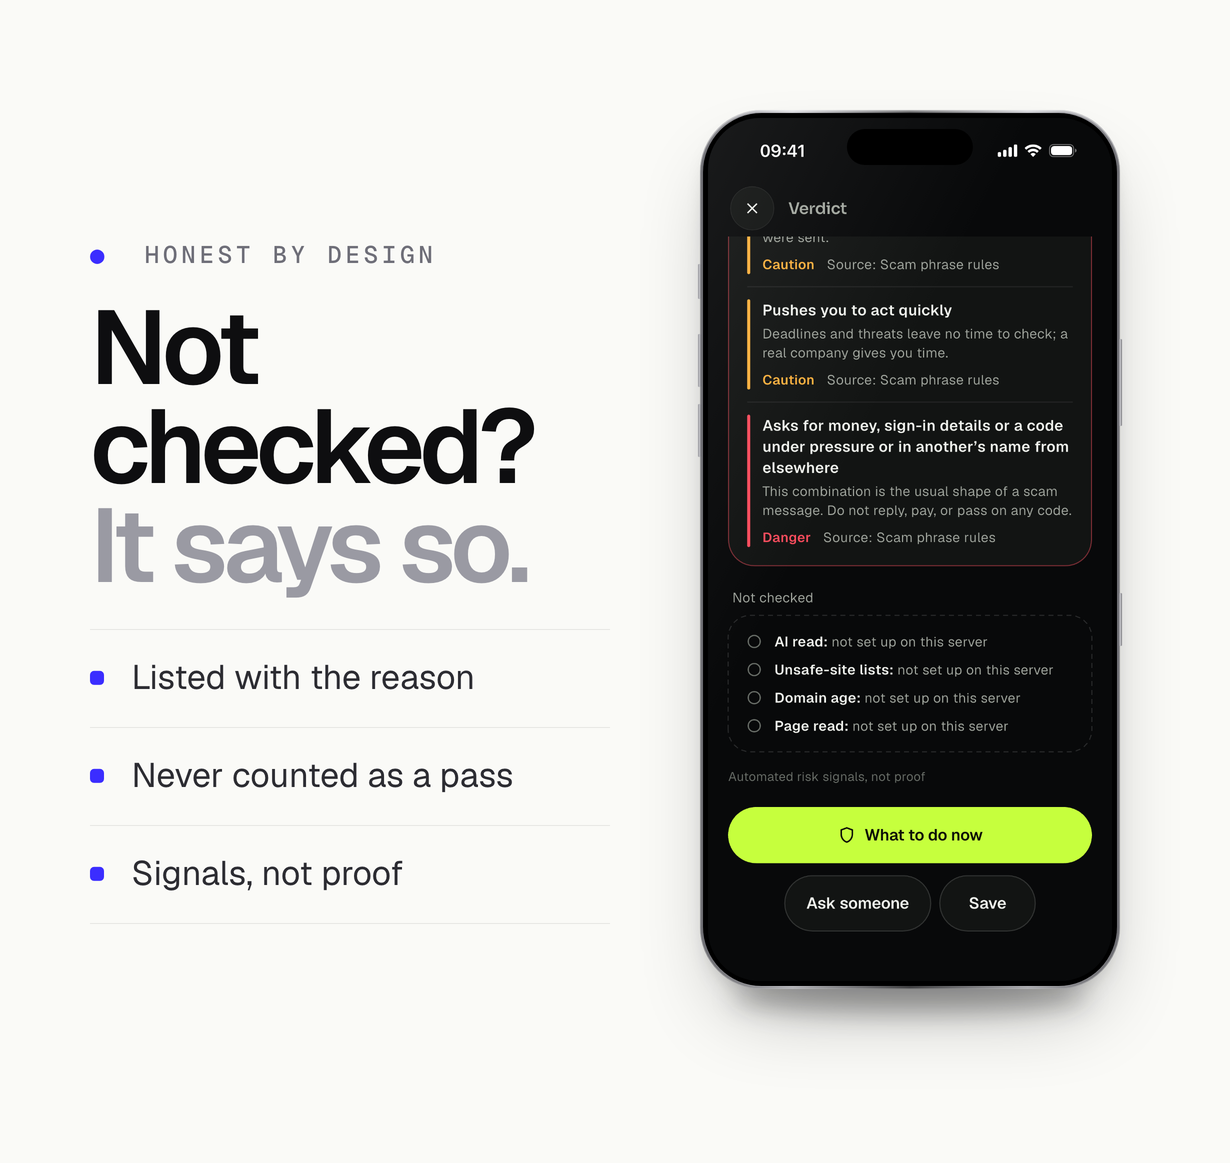 HONEST BY DESIGN
Not
checked?
It says so.
Listed with the reason
Never counted as a pass
Signals, not proof
09:41
Verdict
were sent.
Caution Source: Scam phrase rules
Pushes you to act quickly
Deadlines and threats leave no time to check; a
real company gives you time.
Caution Source: Scam phrase rules
Asks for money, sign-in details or a code
under pressure or in another’s name from
elsewhere
This combination is the usual shape of a scam
message. Do not reply, pay, or pass on any code.
Danger Source: Scam phrase rules
Not checked
AI read: not set up on this server
Unsafe-site lists: not set up on this server
Domain age: not set up on this server
Page read: not set up on this server
Automated risk signals, not proof
What to do now
Ask someone
Save